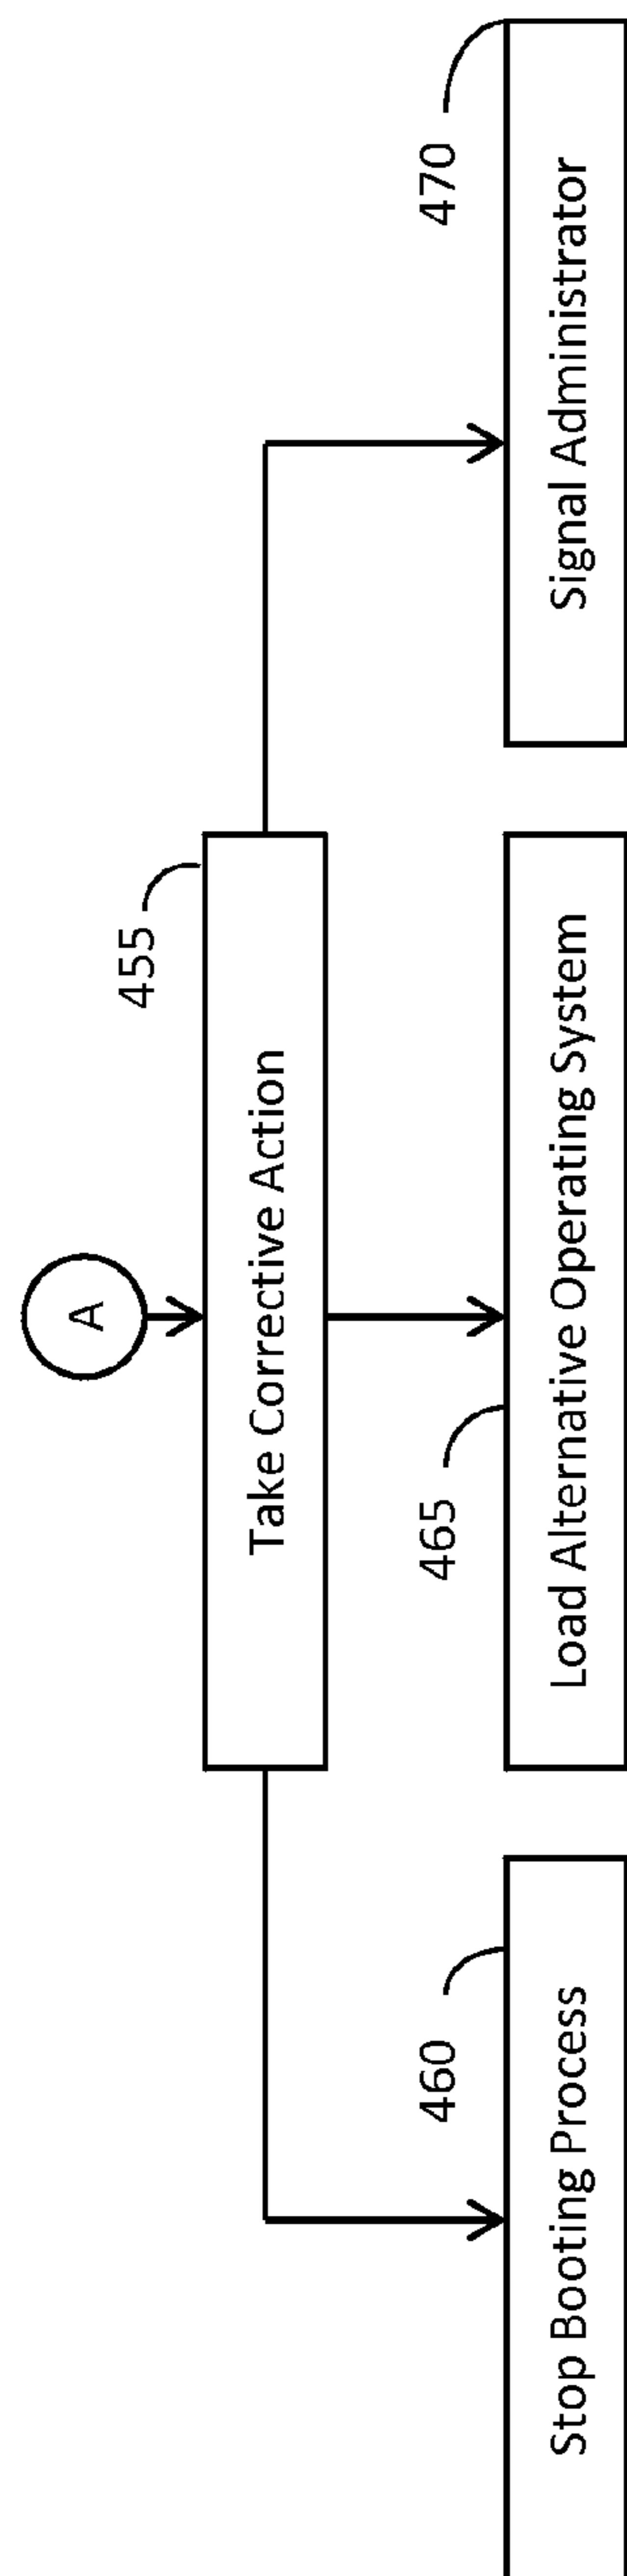 A
455
Take Corrective Action
460
465
470
Stop Booting Process
Load Alternative Operating System
Signal Administrator